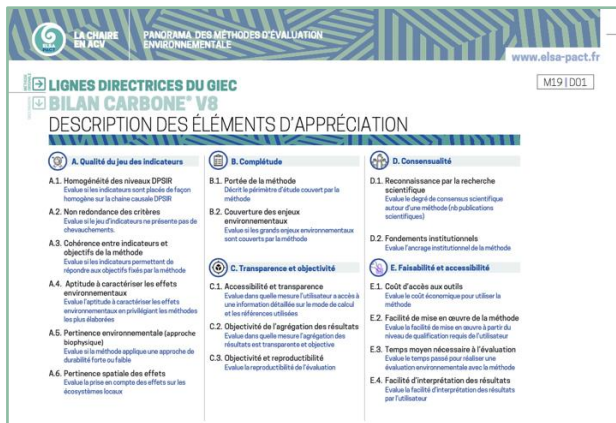 LA CHAIRE
EN ACV
ELSA
PACT
PANORAMA DES MÉTHODES D'ÉVALUATION
ENVIRONNEMENTALE
www.elsa-pact.fr
M19 | D01
LIGNES DIRECTRICES DU GIEC
BILAN CARBONE® V8
DESCRIPTION DES ÉLÉMENTS D'APPRÉCIATION
A. Qualité du jeu des indicateurs
A.1. Homogénéité des niveaux DPSIR
Evalue si les indicateurs sont placés de façon
homogène sur la chaine causale DPSIR
A.2. Non redondance des critères
Evalue si le jeu d'indicateurs ne présente pas de
chevauchements.
A.3. Cohérence entre indicateurs et
objectifs de la méthode
Evalue si les indicateurs permettent de
répondre aux objectifs fixés par la méthode
A.4. Aptitude à caractériser les effets
environnementaux
Evalue l'aptitude à caractériser les effets
environnementaux en privilégiant les méthodes
les plus élaborées
A.5. Pertinence environnementale (approche
biophysique)
Evalue si la méthode applique une approche de
durabilité forte ou faible
A.6. Pertinence spatiale des effets
Evalue la prise en compte des effets sur les
écosystèmes locaux
B. Complétude
B.1. Portée de la méthode
Décrit le périmètre d'étude couvert par la
méthode
B.2. Couverture des enjeux
environnementaux
Evalue si les grands enjeux environnementaux
sont couverts par la méthode
C. Transparence et objectivité
C.1. Accessibilité et transparence
Evalue dans quelle mesure l'utilisateur a accès à
une information détaillée sur le mode de calcul
et les références utilisées
C.2. Objectivité de l'agrégation des résultats
Evalue dans quelle mesure l'agrégation des
résultats est transparente et objective
C.3. Objectivité et reproductibilité
Evalue la reproductibilité de l'évaluation
D. Consensualité
D.1. Reconnaissance par la recherche
scientifique
Evalue le degré de consensus scientifique
autour d'une méthode (nb publications
scientifiques)
D.2. Fondements institutionnels
Evalue l'ancrage institutionnel de la méthode
E. Faisabilité et accessibilité
E.1. Coût d'accès aux outils
Evalue le coût économique pour utiliser la
méthode
E.2. Facilité de mise en œuvre de la méthode
Evalue la facilité de mise en œuvre à partir du
niveau de qualification requis de l'utilisateur
E.3. Temps moyen nécessaire à l'évaluation
Evalue le temps passé pour réaliser une
évaluation environnementale avec la méthode
E.4. Facilité d'interprétation des résultats
Evalue la facilité d'interprétation des résultats
par l'utilisateur